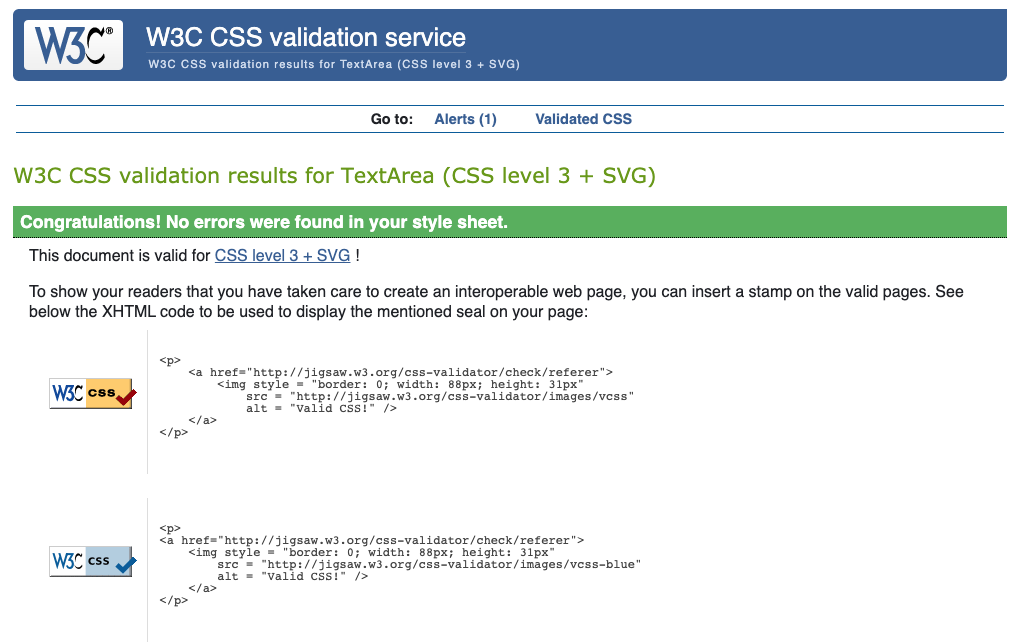 W3C®
W3C CSS validation service
W3C CSS validation results for TextArea (CSS level 3 + SVG)
Go to: Alerts (1) Validated CSS
W3C CSS validation results for TextArea (CSS level 3 + SVG)
Congratulations! No errors were found in your style sheet.
This document is valid for CSS level 3 + SVG !
To show your readers that you have taken care to create an interoperable web page, you can insert a stamp on the valid pages. See
below the XHTML code to be used to display the mentioned seal on your page:
W3C css
<p>
    <a href="http://jigsaw.w3.org/css-validator/check/referer">
        <img style = "border: 0; width: 88px; height: 31px"
            src = "http://jigsaw.w3.org/css-validator/images/vcss"
            alt = "Valid CSS!" />
    </a>
</p>
W3C css
<p>
<a href="http://jigsaw.w3.org/css-validator/check/referer">
    <img style = "border: 0; width: 88px; height: 31px"
        src = "http://jigsaw.w3.org/css-validator/images/vcss-blue"
        alt = "Valid CSS!" />
    </a>
</p>